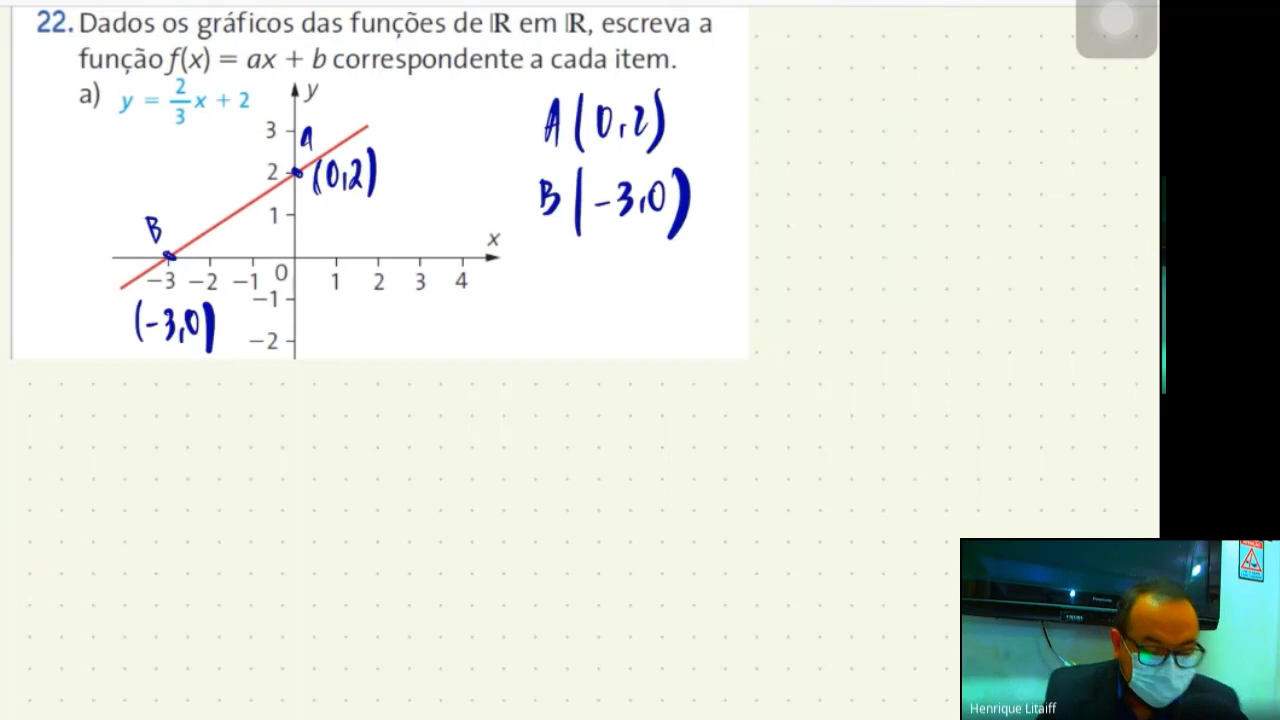 22. Dados os gráficos das funções de ℝ em ℝ, escreva a
função f(x) = ax + b correspondente a cada item.
a) y = 2/3 x + 2
y
3
A
2
(0,2)
1
B
x
-3 -2 -1 0 1 2 3 4
-1
(-3,0)
-2
A(0,2)
B(-3,0)
Henrique Litaiff